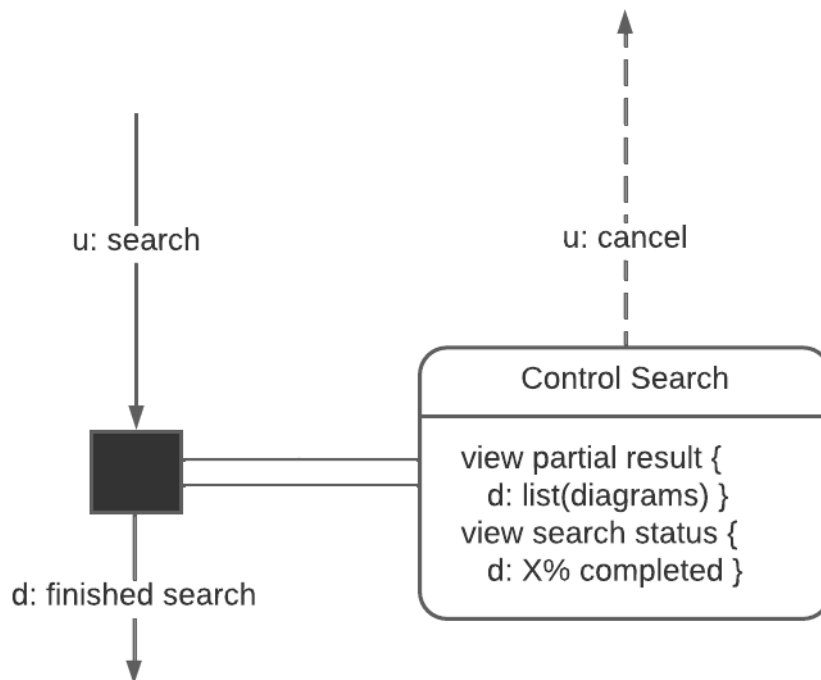 u: search
u: cancel
Control Search
view partial result {
d: list(diagrams) }
view search status {
d: X% completed }
d: finished search